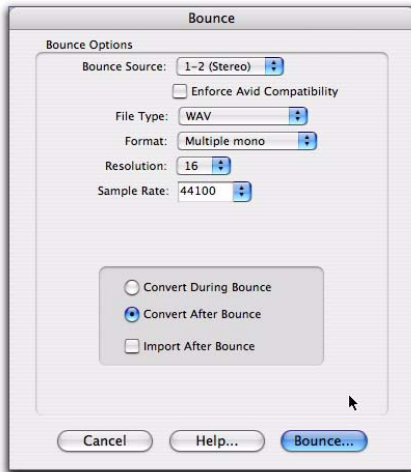 Bounce
Bounce Options
Bounce Source: 1-2 (Stereo)
Enforce Avid Compatibility
File Type: WAV
Format: Multiple mono
Resolution: 16
Sample Rate: 44100
Convert During Bounce
Convert After Bounce
Import After Bounce
Cancel Help... Bounce...